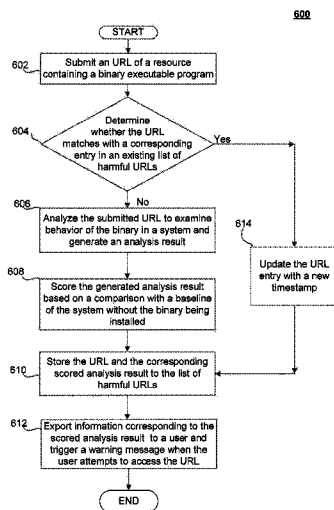 600
START
602
Submit an URL of a resource
containing a binary executable program
604
Determine
whether the URL
matches with a corresponding
entry in an existing list of
harmful URLs
Yes
No
606
Analyze the submitted URL to examine
behavior of the binary in a system and
generate an analysis result
614
Update the URL
entry with a new
timestamp
608
Score the generated analysis result
based on a comparison with a baseline
of the system without the binary being
installed
610
Store the URL and the corresponding
scored analysis result to the list of
harmful URLs
612
Export information corresponding to the
scored analysis result to a user and
trigger a warning message when the
user attempts to access the URL
END